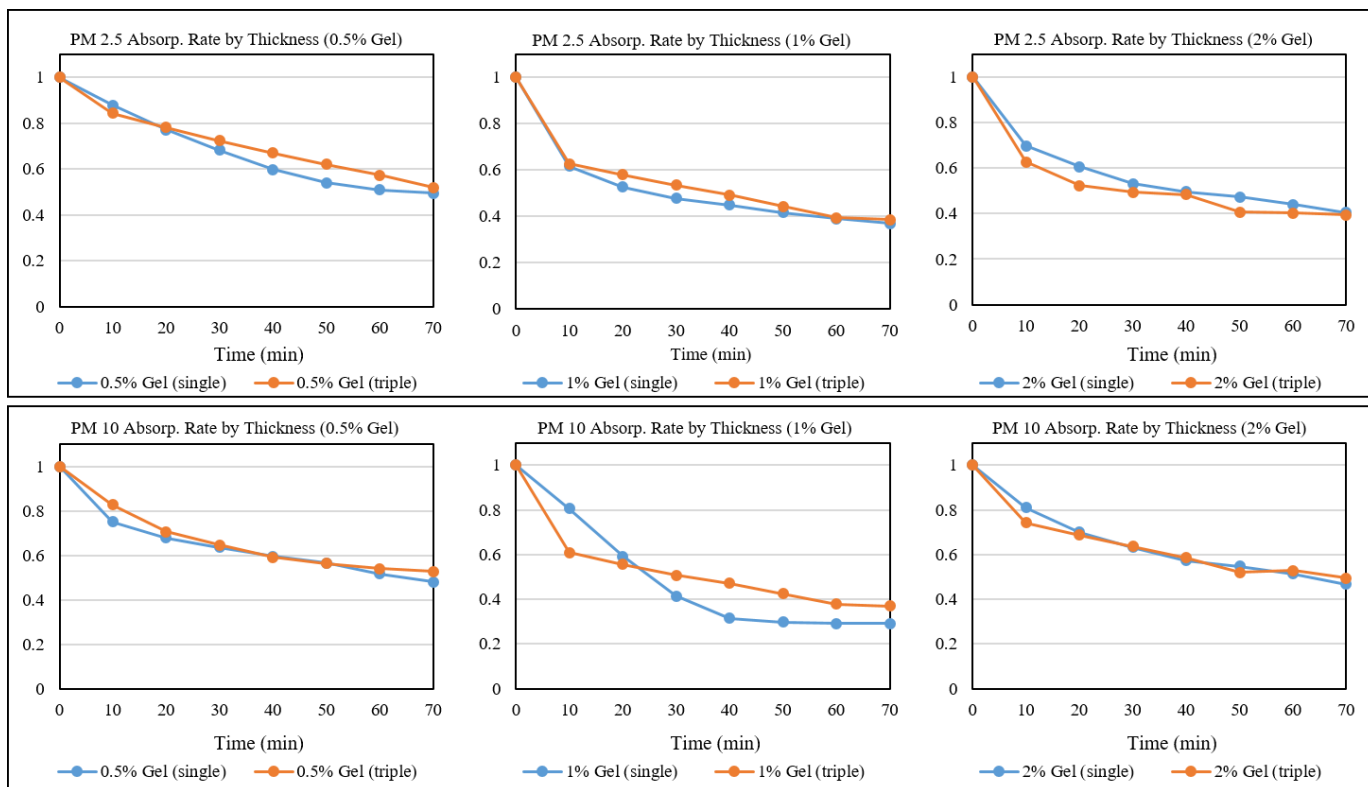 PM 2.5 Absorp. Rate by Thickness (0.5% Gel)
1
0.8
0.6
0.4
0.2
0
0 10 20 30 40 50 60 70
Time (min)
0.5% Gel (single) 0.5% Gel (triple)
PM 2.5 Absorp. Rate by Thickness (1% Gel)
1
0.8
0.6
0.4
0.2
0
0 10 20 30 40 50 60 70
Time (min)
1% Gel (single) 1% Gel (triple)
PM 2.5 Absorp. Rate by Thickness (2% Gel)
1
0.8
0.6
0.4
0.2
0
0 10 20 30 40 50 60 70
Time (min)
2% Gel (single) 2% Gel (triple)
PM 10 Absorp. Rate by Thickness (0.5% Gel)
1
0.8
0.6
0.4
0.2
0
0 10 20 30 40 50 60 70
Time (min)
0.5% Gel (single) 0.5% Gel (triple)
PM 10 Absorp. Rate by Thickness (1% Gel)
1
0.8
0.6
0.4
0.2
0
0 10 20 30 40 50 60 70
Time (min)
1% Gel (single) 1% Gel (triple)
PM 10 Absorp. Rate by Thickness (2% Gel)
1
0.8
0.6
0.4
0.2
0
0 10 20 30 40 50 60 70
Time (min)
2% Gel (single) 2% Gel (triple)